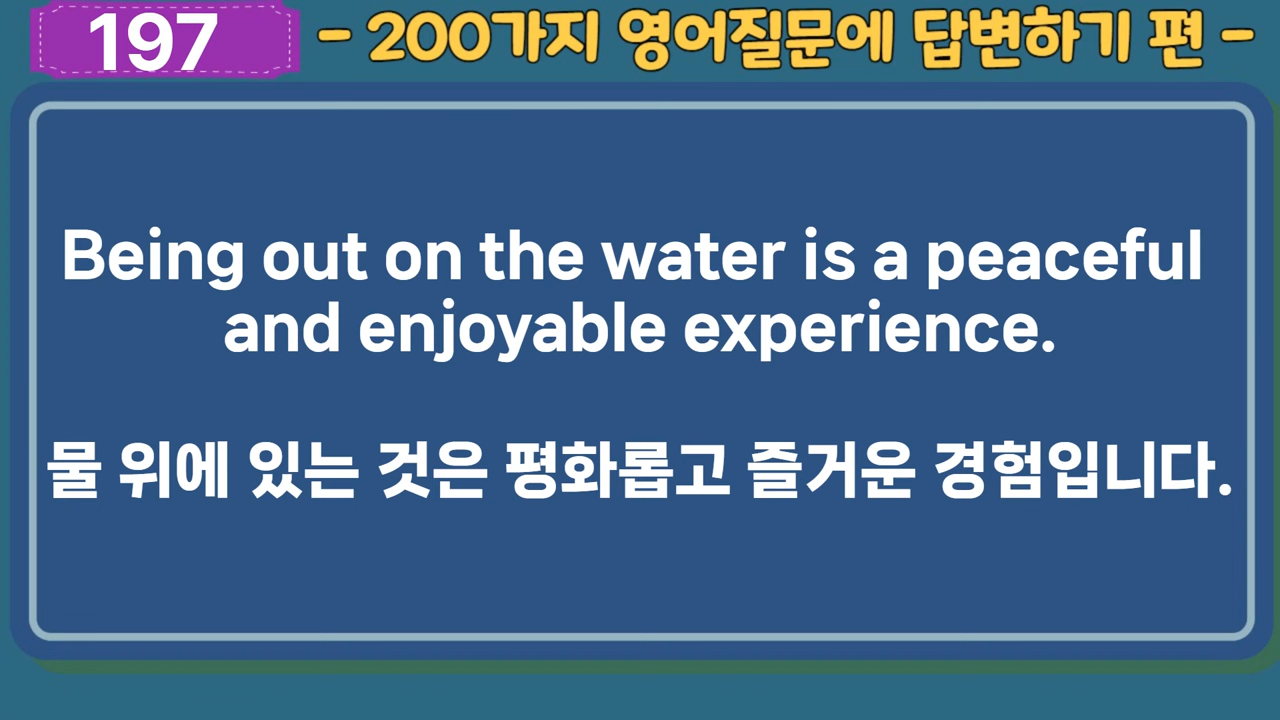 197
- 200가지 영어질문에 답변하기 편 -
Being out on the water is a peaceful
and enjoyable experience.
물 위에 있는 것은 평화롭고 즐거운 경험입니다.